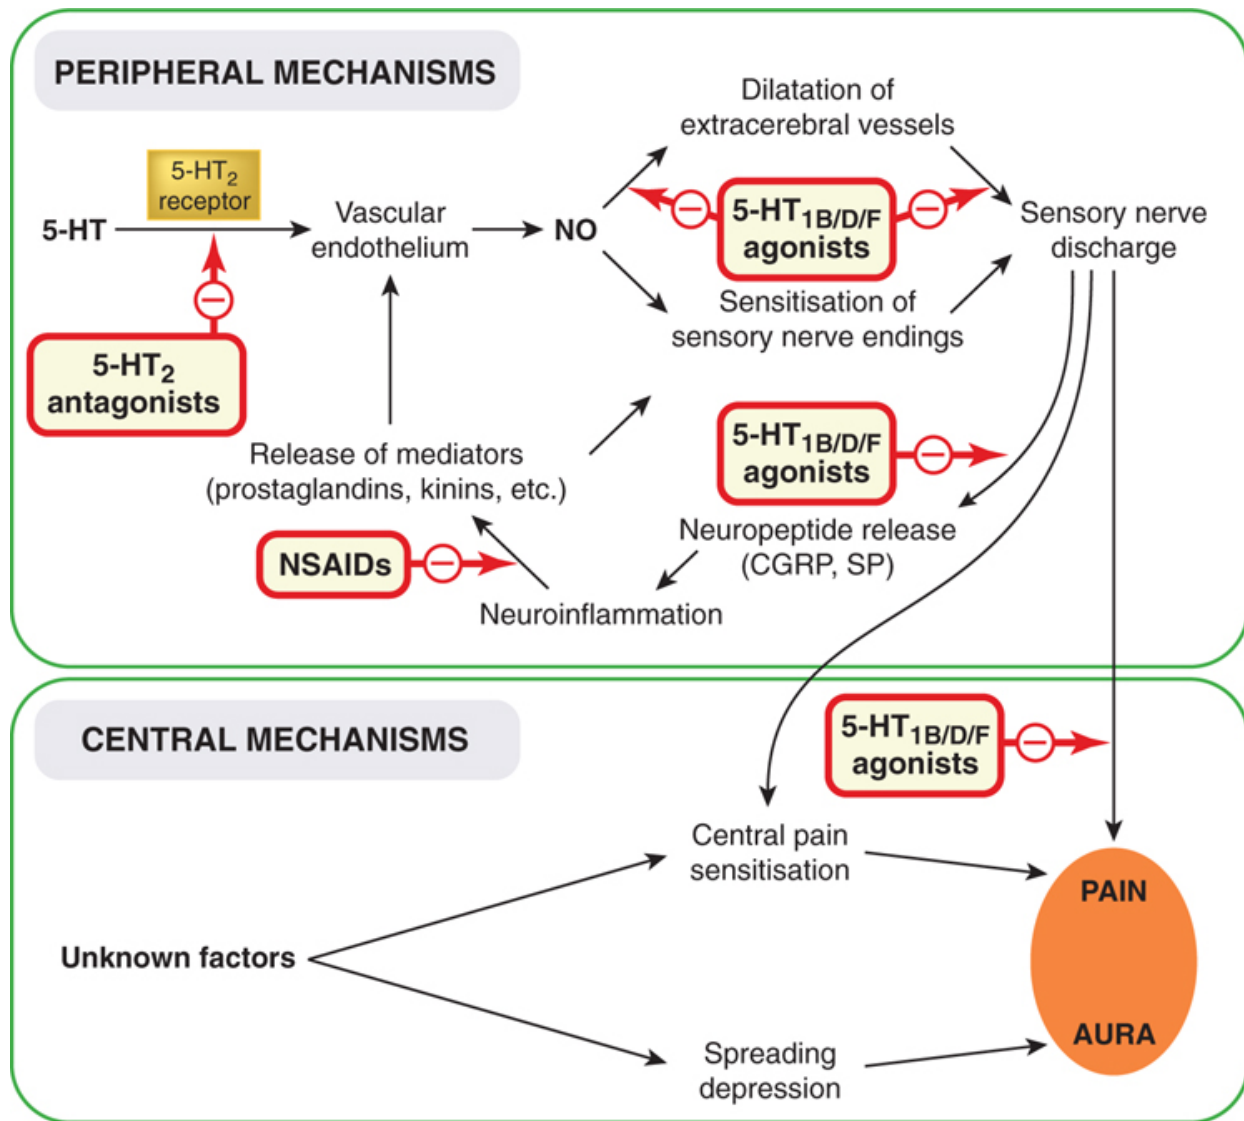 PERIPHERAL MECHANISMS
Dilatation of
extracerebral vessels
5-HT₂
receptor
5-HT
Vascular
endothelium
NO
5-HT₁B/D/F
agonists
Sensory nerve
discharge
Sensitisation of
sensory nerve endings
5-HT₂
antagonists
5-HT₁B/D/F
agonists
Release of mediators
(prostaglandins, kinins, etc.)
Neuropeptide release
(CGRP, SP)
NSAIDs
Neuroinflammation
CENTRAL MECHANISMS
5-HT₁B/D/F
agonists
Central pain
sensitisation
PAIN
Unknown factors
AURA
Spreading
depression